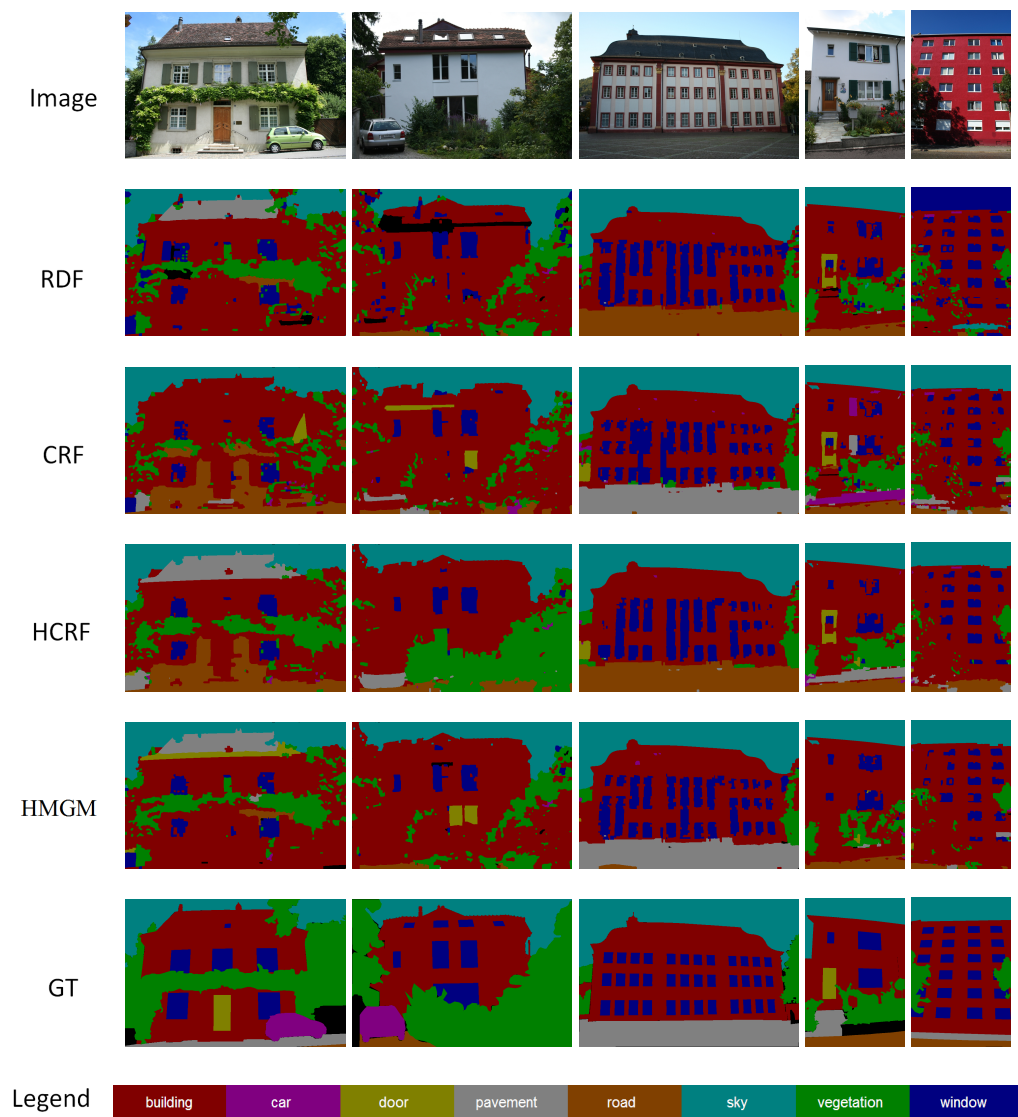 Image
RDF
CRF
HCRF
HMGM
GT
Legend building car door pavement road sky vegetation window